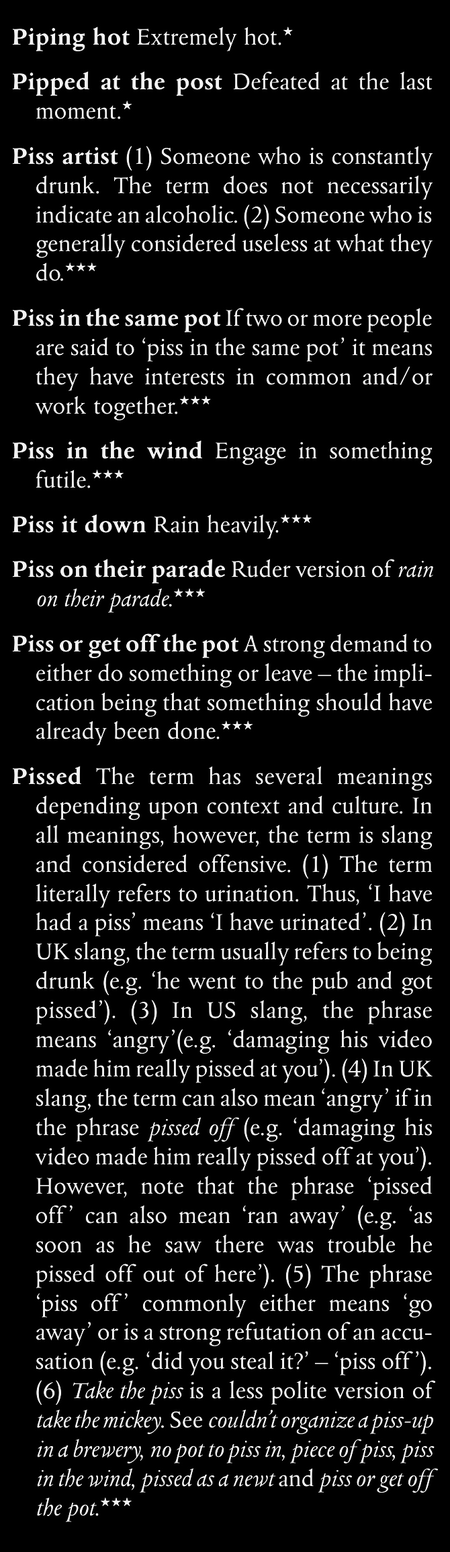 Piping hot Extremely hot.★
Pipped at the post Defeated at the last
moment.★
Piss artist (1) Someone who is constantly
drunk. The term does not necessarily
indicate an alcoholic. (2) Someone who is
generally considered useless at what they
do.★★★
Piss in the same pot If two or more people
are said to ‘piss in the same pot’ it means
they have interests in common and/or
work together.★★★
Piss in the wind Engage in something
futile.★★★
Piss it down Rain heavily.★★★
Piss on their parade Ruder version of rain
on their parade.★★★
Piss or get off the pot A strong demand to
either do something or leave – the impli-
cation being that something should have
already been done.★★★
Pissed The term has several meanings
depending upon context and culture. In
all meanings, however, the term is slang
and considered offensive. (1) The term
literally refers to urination. Thus, ‘I have
had a piss’ means ‘I have urinated’. (2) In
UK slang, the term usually refers to being
drunk (e.g. ‘he went to the pub and got
pissed’). (3) In US slang, the phrase
means ‘angry’(e.g. ‘damaging his video
made him really pissed at you’). (4) In UK
slang, the term can also mean ‘angry’ if in
the phrase pissed off (e.g. ‘damaging his
video made him really pissed off at you’).
However, note that the phrase ‘pissed
off’ can also mean ‘ran away’ (e.g. ‘as
soon as he saw there was trouble he
pissed off out of here’). (5) The phrase
‘piss off’ commonly either means ‘go
away’ or is a strong refutation of an accu-
sation (e.g. ‘did you steal it?’ – ‘piss off’).
(6) Take the piss is a less polite version of
take the mickey. See couldn’t organize a piss-up
in a brewery, no pot to piss in, piece of piss, piss
in the wind, pissed as a newt and piss or get off
the pot.★★★